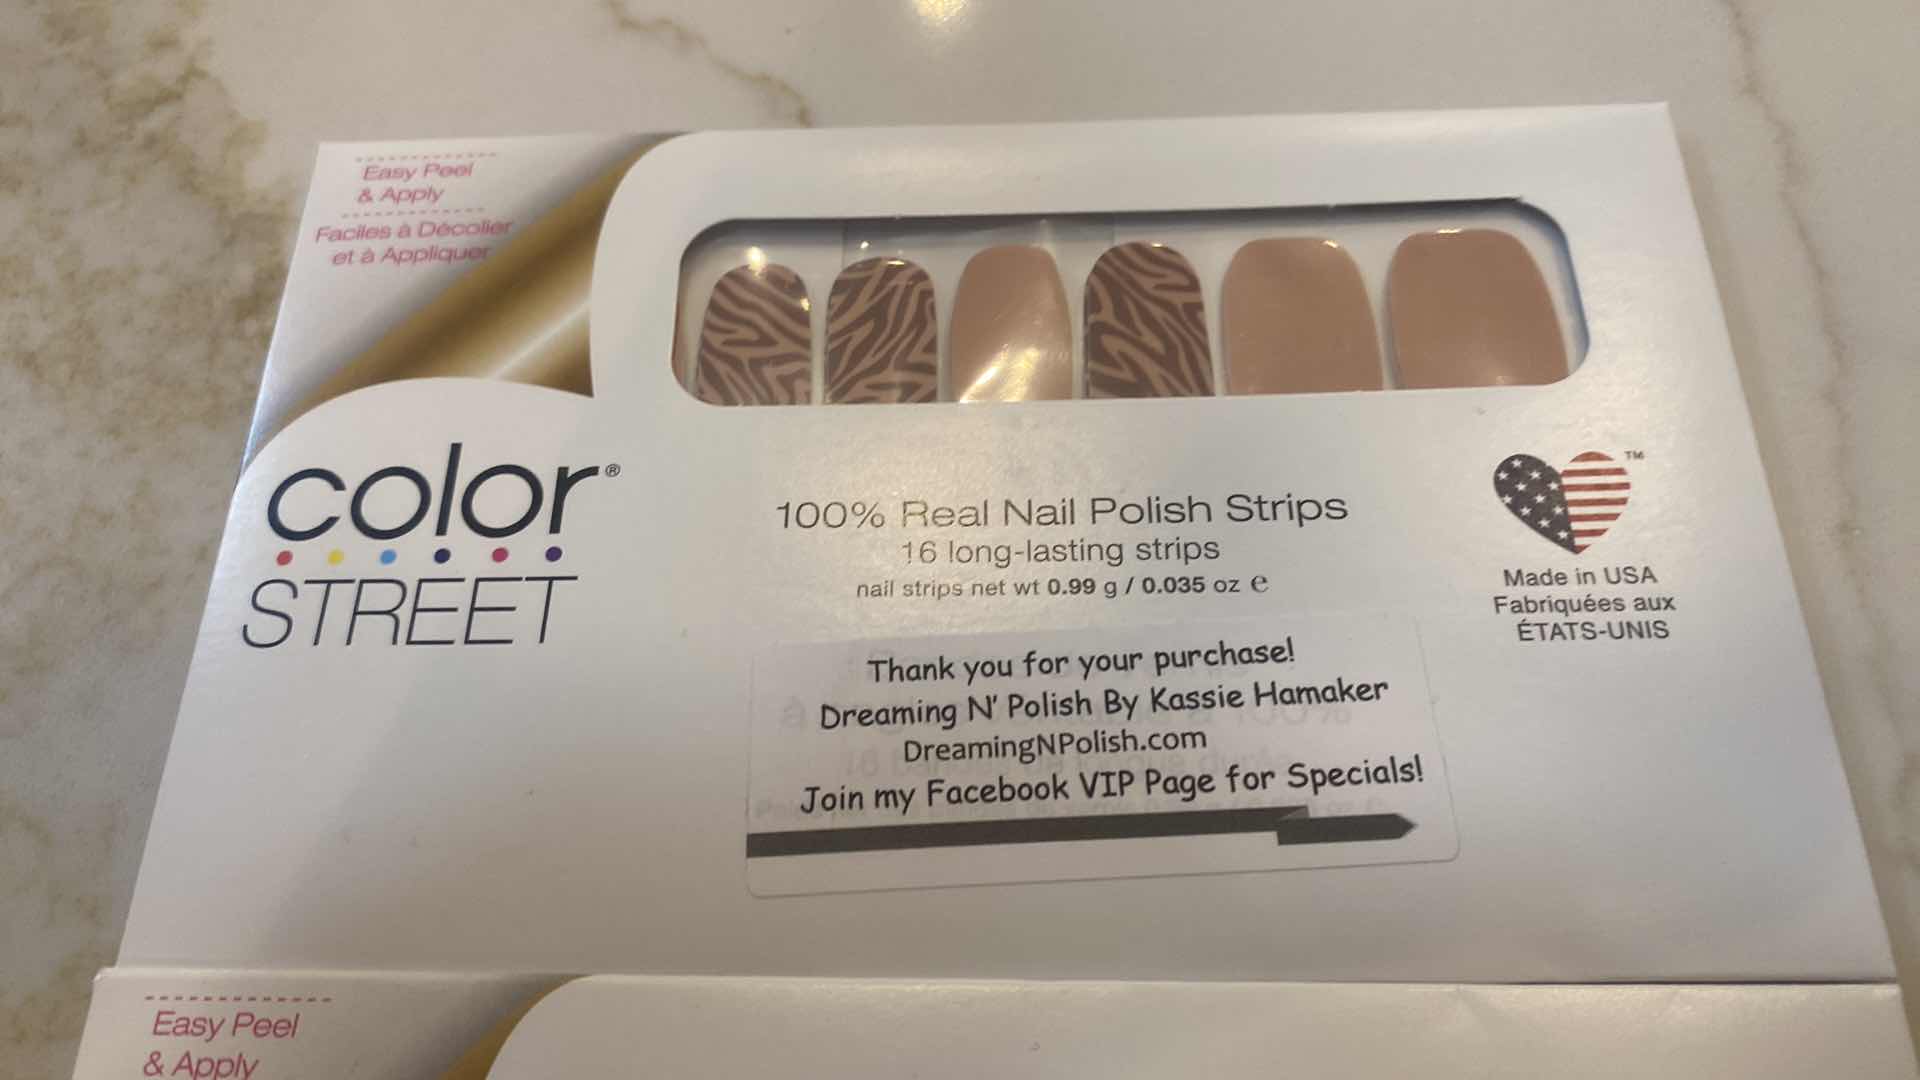 Easy Peel
& Apply
Faciles à Décoller
et à Appliquer
color®
STREET
100% Real Nail Polish Strips
16 long-lasting strips
nail strips net wt 0.99 g / 0.035 oz ℮
TM
Made in USA
Fabriquées aux
ÉTATS-UNIS
Thank you for your purchase!
Dreaming N' Polish By Kassie Hamaker
DreamingNPolish.com
Join my Facebook VIP Page for Specials!
Easy Peel
& Apply